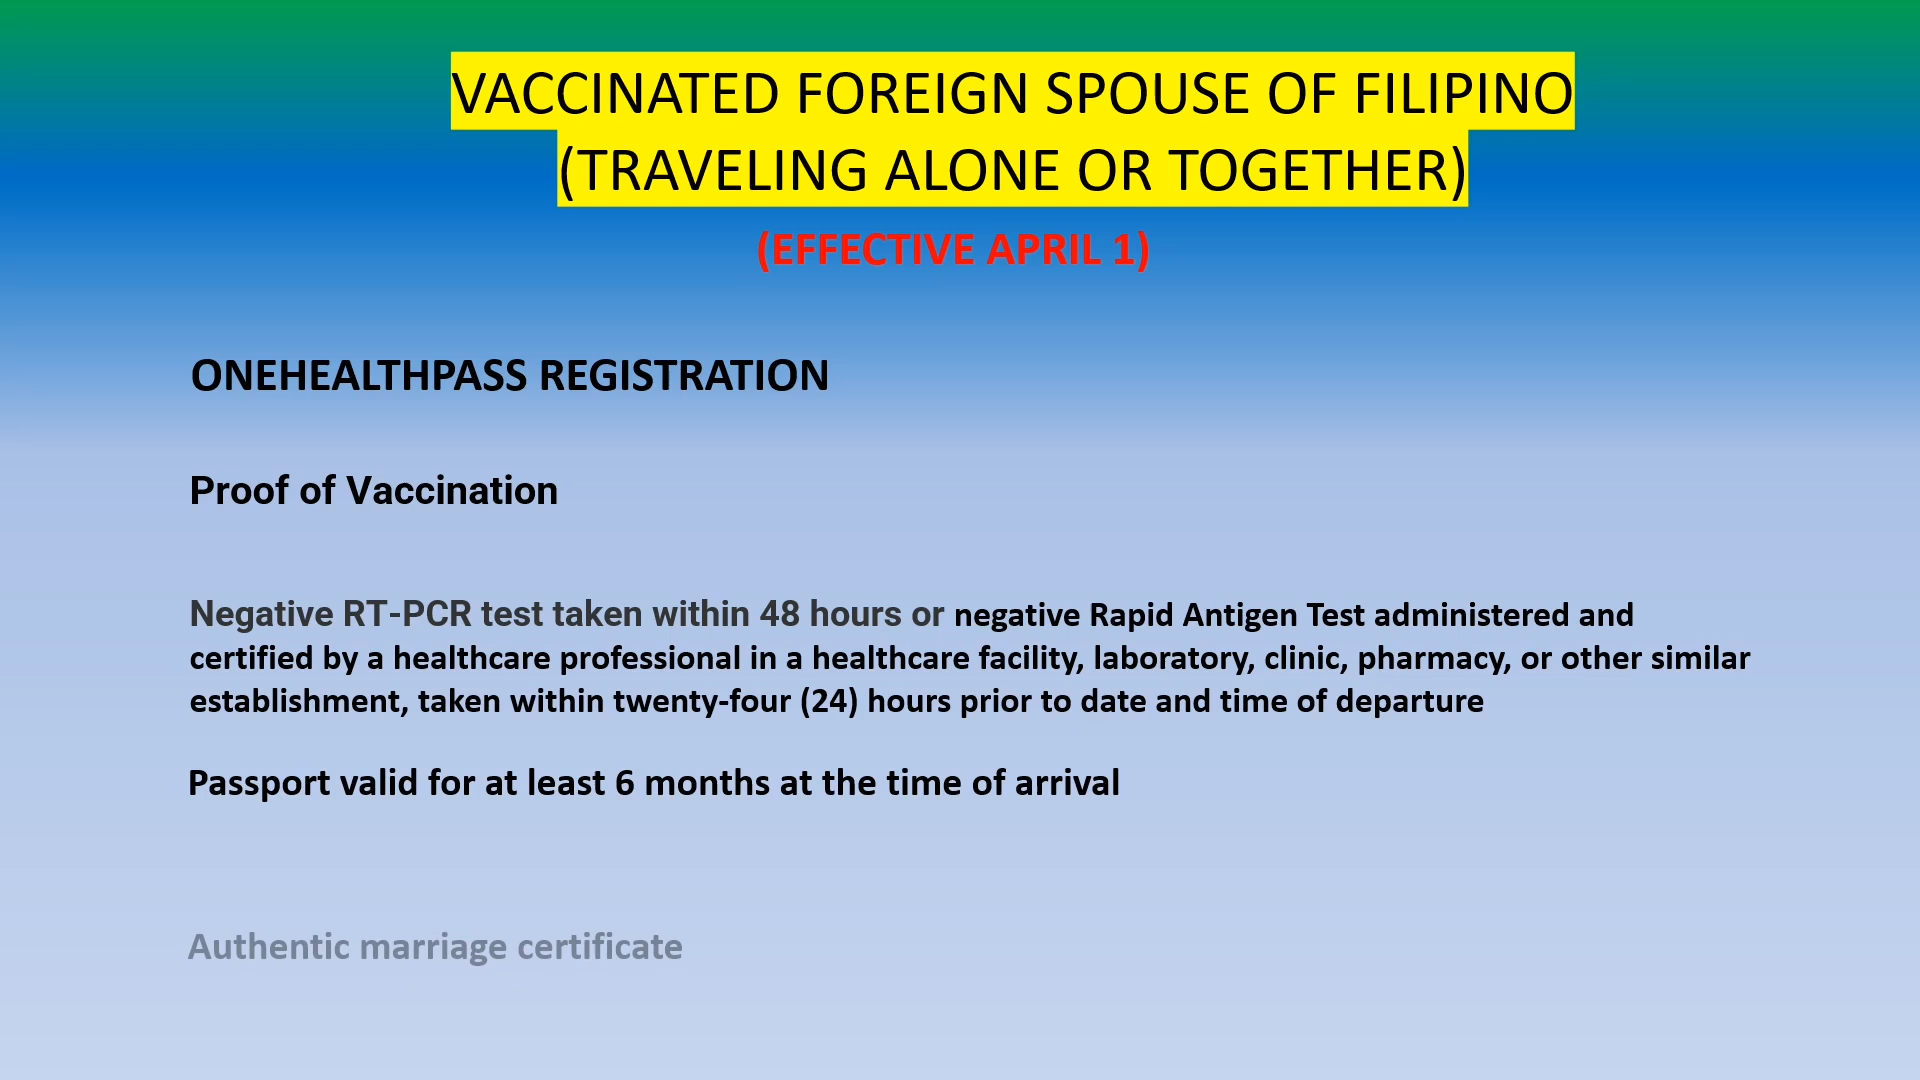 VACCINATED FOREIGN SPOUSE OF FILIPINO
(TRAVELING ALONE OR TOGETHER)
(EFFECTIVE APRIL 1)
ONEHEALTHPASS REGISTRATION
Proof of Vaccination
Negative RT-PCR test taken within 48 hours or negative Rapid Antigen Test administered and
certified by a healthcare professional in a healthcare facility, laboratory, clinic, pharmacy, or other similar
establishment, taken within twenty-four (24) hours prior to date and time of departure
Passport valid for at least 6 months at the time of arrival
Authentic marriage certificate